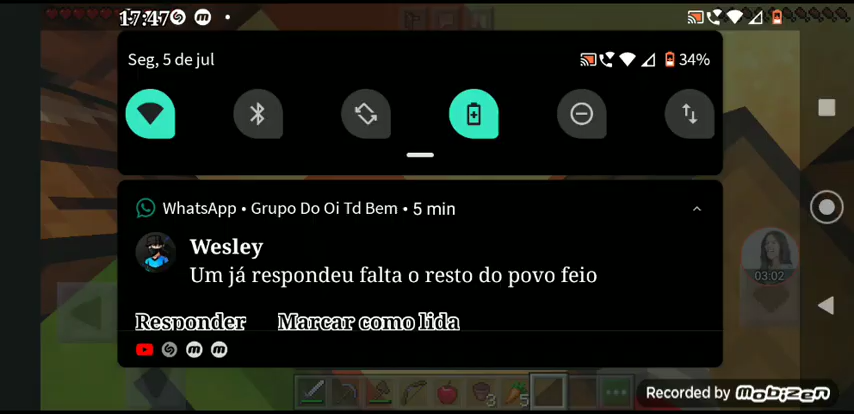 17:47
Seg, 5 de jul
34%
WhatsApp • Grupo Do Oi Td Bem • 5 min
Wesley
Um já respondeu falta o resto do povo feio
Responder Marcar como lida
03:02
3 5
Recorded by Mobizen